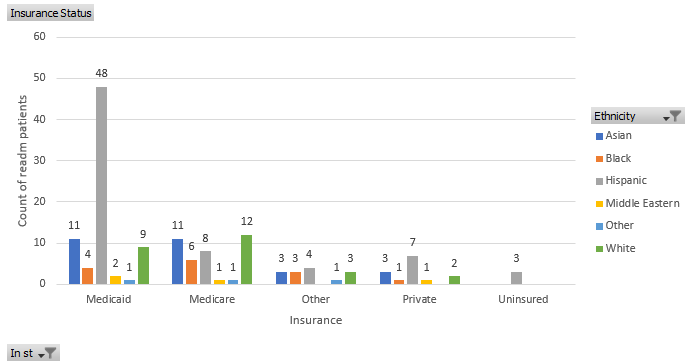 Insurance Status
60
50
40
30
20
10
0
Count of readm patients
11 4 48 2 1 9
11 6 8 1 1 12
3 3 4 1 3
3 1 7 1 2
3
Medicaid Medicare Other Private Uninsured
Insurance
Ethnicity
Asian
Black
Hispanic
Middle Eastern
Other
White
In st